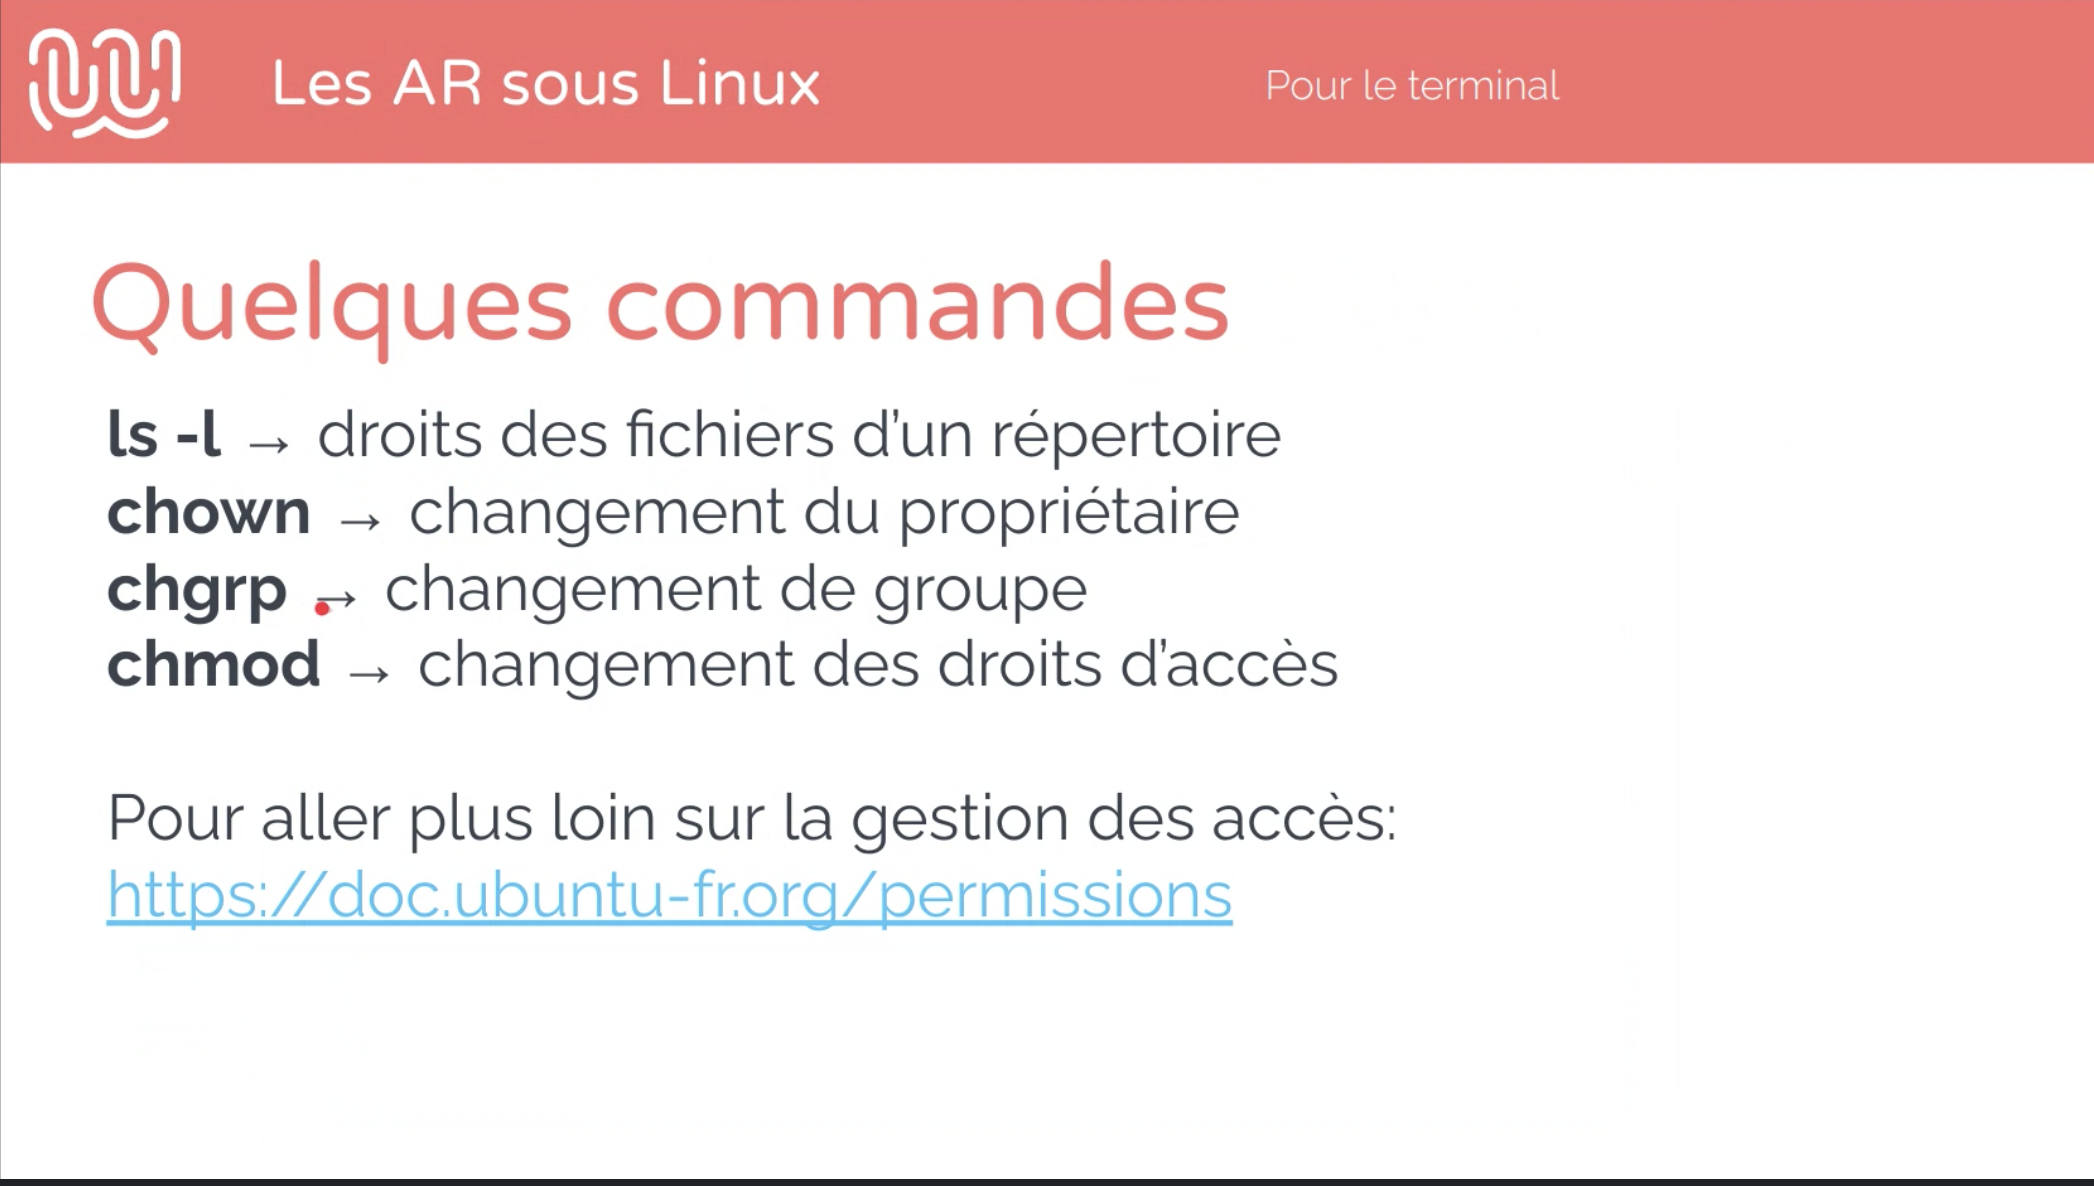 Les AR sous Linux
Pour le terminal
Quelques commandes
ls -l → droits des fichiers d’un répertoire
chown → changement du propriétaire
chgrp → changement de groupe
chmod → changement des droits d’accès
Pour aller plus loin sur la gestion des accès:
https://doc.ubuntu-fr.org/permissions